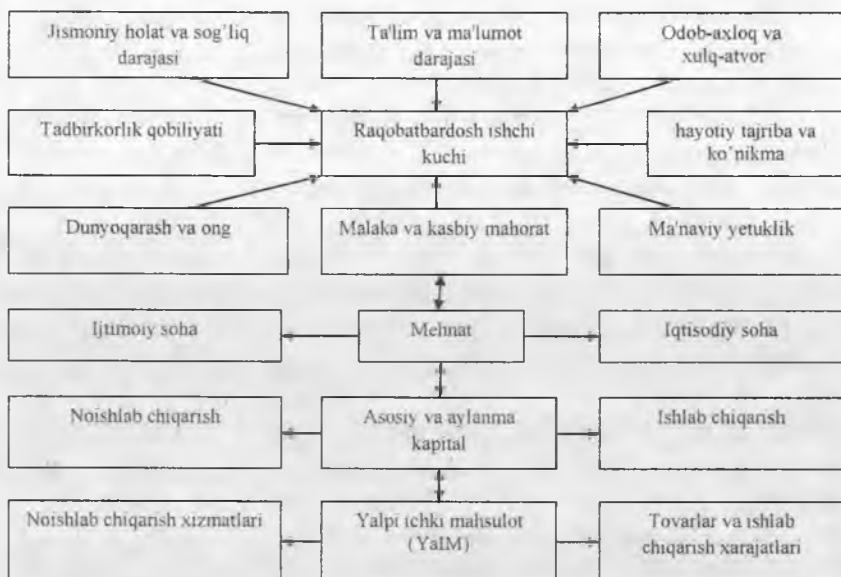 Jismoniy holat va sog'liq
darajasi
Ta'lim va ma'lumot
darajasi
Odob-axloq va
xulq-atvor
Tadbirkorlik qobiliyati
Raqobatbardosh ishchi
kuchi
hayotiy tajriba va
ko'nikma
Dunyoqarash va ong
Malaka va kasbiy mahorat
Ma'naviy yetuklik
Ijtimoiy soha
Mehnat
Iqtisodiy soha
Noishlab chiqarish
Asosiy va aylanma
kapital
Ishlab chiqarish
Noishlab chiqarish xizmatlari
Yalpi ichki mahsulot
(YaIM)
Tovarlar va ishlab
chiqarish xarajatlari